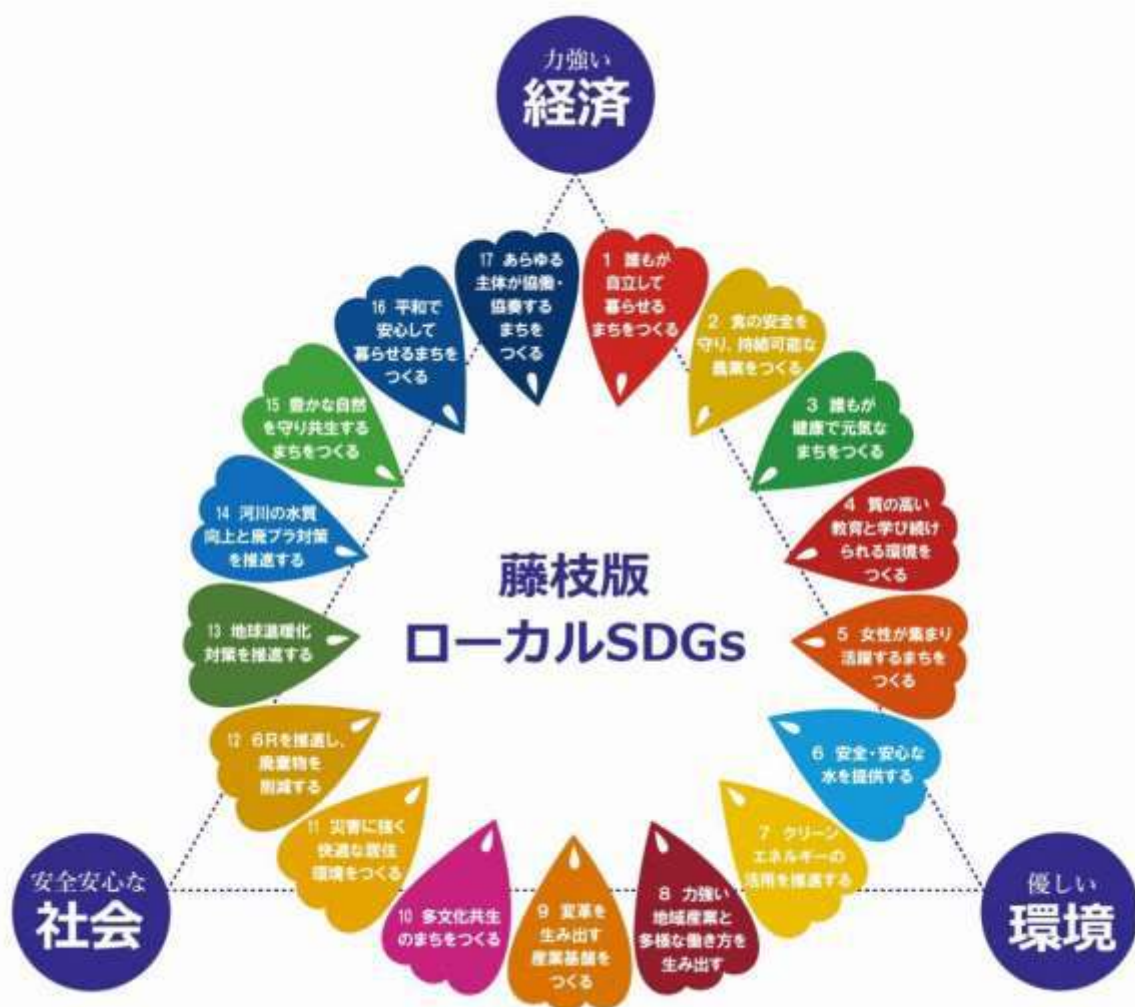 力強い
経済
17 あらゆる
主体が協働・
協奏する
まちを
つくる
1 誰もが
自立して
暮らせる
まちをつくる
16 平和で
安心して
暮らせるまちを
つくる
2 食の安全を
守り、持続可能な
農業をつくる
15 豊かな自然
を守り共生する
まちをつくる
3 誰もが
健康で元気な
まちをつくる
14 河川の水質
向上と廃プラ対策
を推進する
4 質の高い
教育と学び続け
られる環境を
つくる
藤枝版
ローカルSDGs
13 地球温暖化
対策を推進する
5 女性が集まり
活躍するまちを
つくる
12 6Rを推進し、
廃棄物を
削減する
6 安全・安心な
水を提供する
11 災害に強く
快適な居住
環境をつくる
7 クリーン
エネルギーの
活用を推進する
10 多文化共生
のまちをつくる
9 変革を
生み出す
産業基盤を
つくる
8 力強い
地域産業と
多様な働き方を
生み出す
安全安心な
社会
優しい
環境